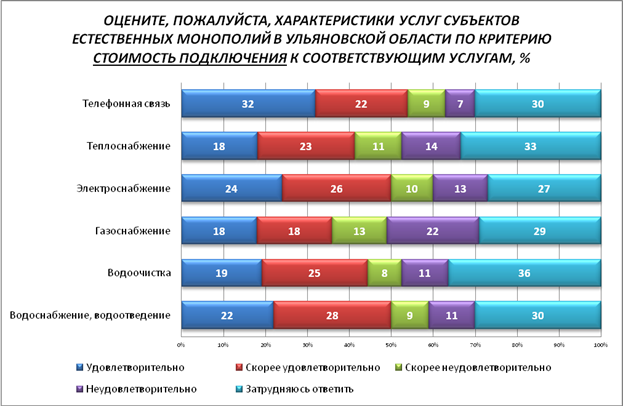 ОЦЕНИТЕ, ПОЖАЛУЙСТА, ХАРАКТЕРИСТИКИ УСЛУГ СУБЪЕКТОВ
ЕСТЕСТВЕННЫХ МОНОПОЛИЙ В УЛЬЯНОВСКОЙ ОБЛАСТИ ПО КРИТЕРИЮ
СТОИМОСТЬ ПОДКЛЮЧЕНИЯ К СООТВЕТСТВУЮЩИМ УСЛУГАМ, %
Телефонная связь 32 22 9 7 30
Теплоснабжение 18 23 11 14 33
Электроснабжение 24 26 10 13 27
Газоснабжение 18 18 13 22 29
Водоочистка 19 25 8 11 36
Водоснабжение, водоотведение 22 28 9 11 30
0% 10% 20% 30% 40% 50% 60% 70% 80% 90% 100%
Удовлетворительно Скорее удовлетворительно Скорее неудовлетворительно
Неудовлетворительно Затрудняюсь ответить